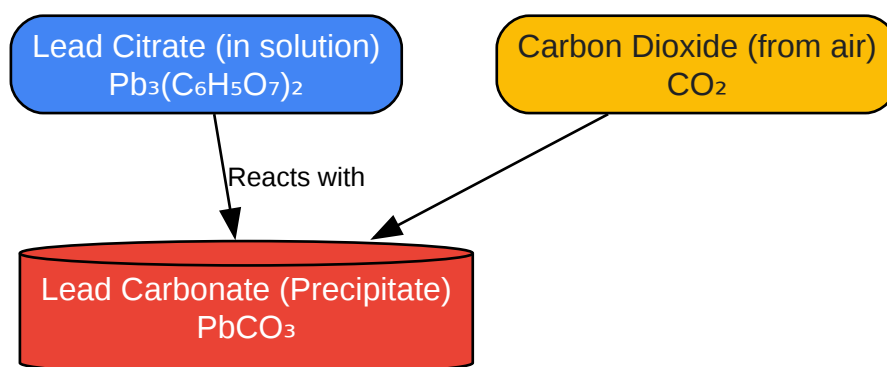 Lead Citrate (in solution)
Pb₃(C₆H₅O₇)₂
Carbon Dioxide (from air)
CO₂
Reacts with
Lead Carbonate (Precipitate)
PbCO₃